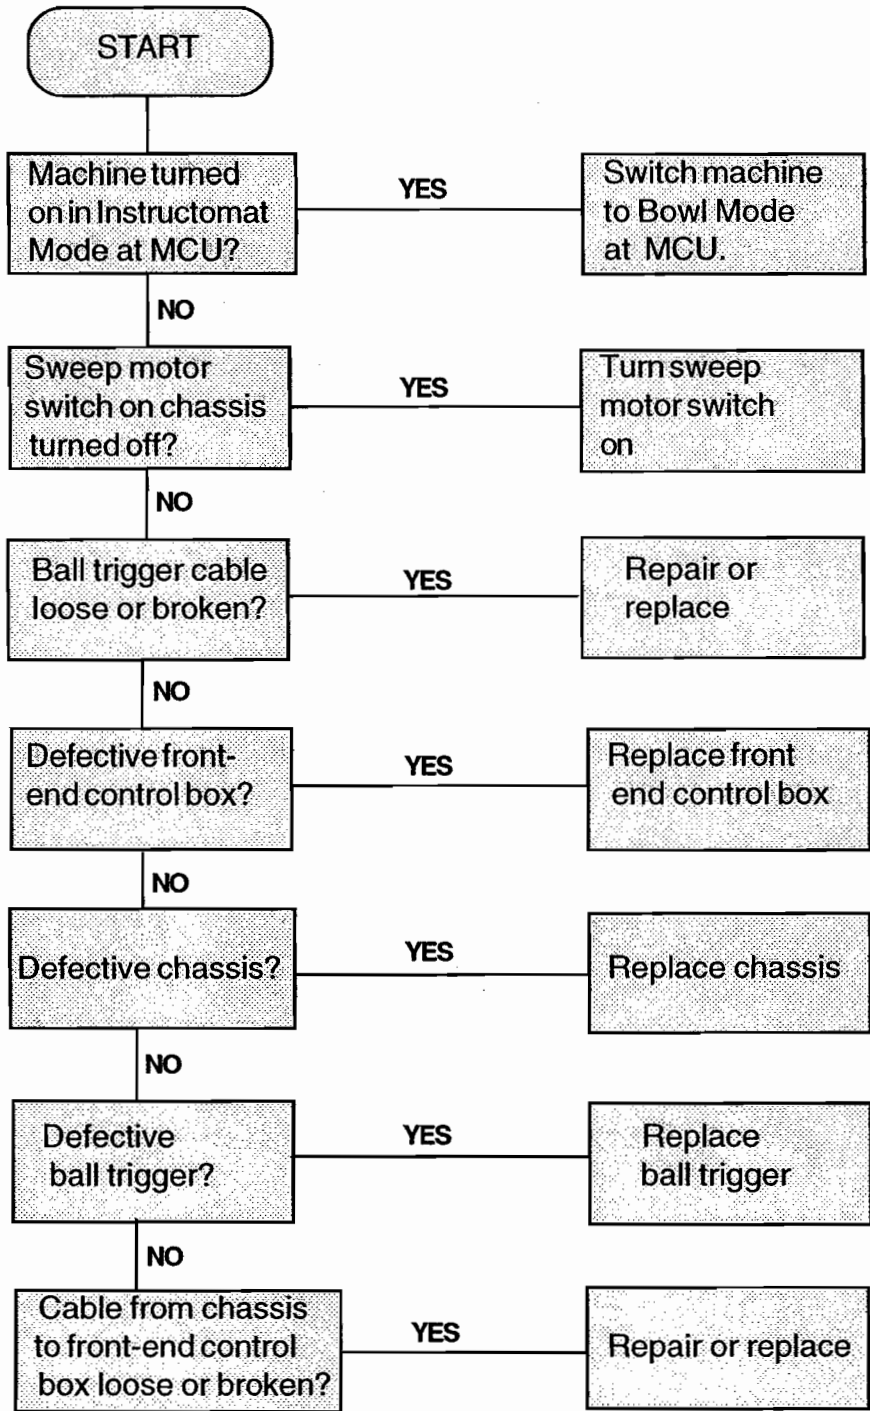 START
Machine turned
on in Instructomat
Mode at MCU?
YES
Switch machine
to Bowl Mode
at MCU.
NO
Sweep motor
switch on chassis
turned off?
YES
Turn sweep
motor switch
on
NO
Ball trigger cable
loose or broken?
YES
Repair or
replace
NO
Defective front-
end control box?
YES
Replace front
end control box
NO
Defective chassis?
YES
Replace chassis
NO
Defective
ball trigger?
YES
Replace
ball trigger
NO
Cable from chassis
to front-end control
box loose or broken?
YES
Repair or replace